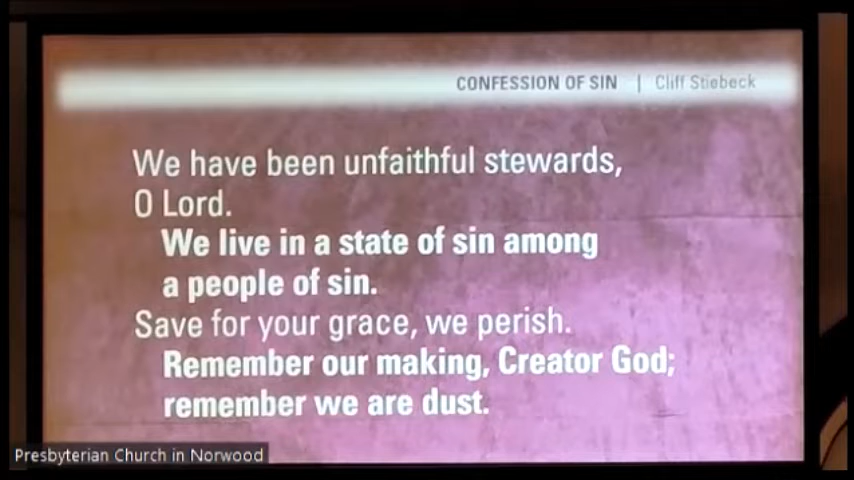 CONFESSION OF SIN | Cliff Stiebeck
We have been unfaithful stewards,
O Lord.
We live in a state of sin among
a people of sin.
Save for your grace, we perish.
Remember our making, Creator God;
remember we are dust.
Presbyterian Church in Norwood